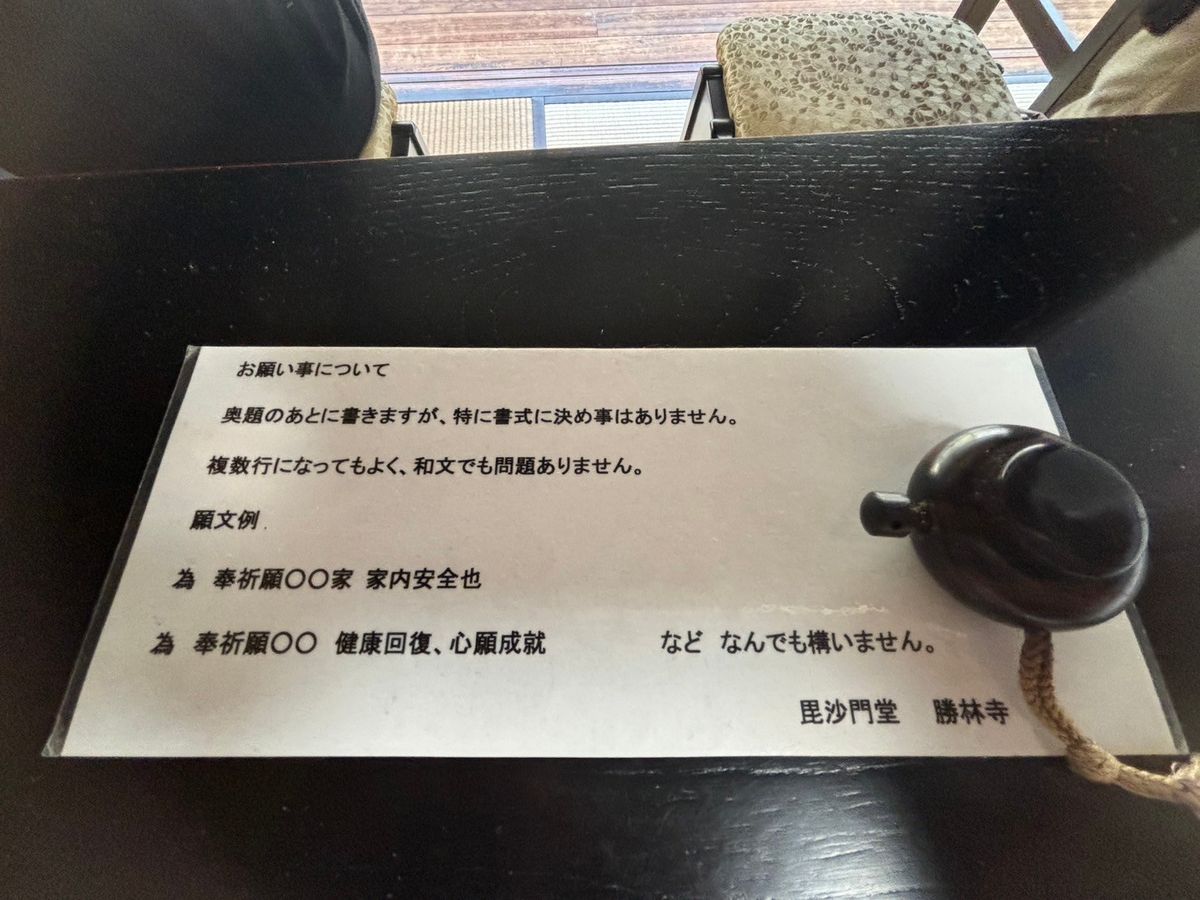 お願い事について
奥題のあとに書きますが、特に書式に決め事はありません。
複数行になってもよく、和文でも問題ありません。
願文例
為 奉祈願〇〇家 家内安全也
為 奉祈願〇〇 健康回復、心願成就 など なんでも構いません。
毘沙門堂 勝林寺